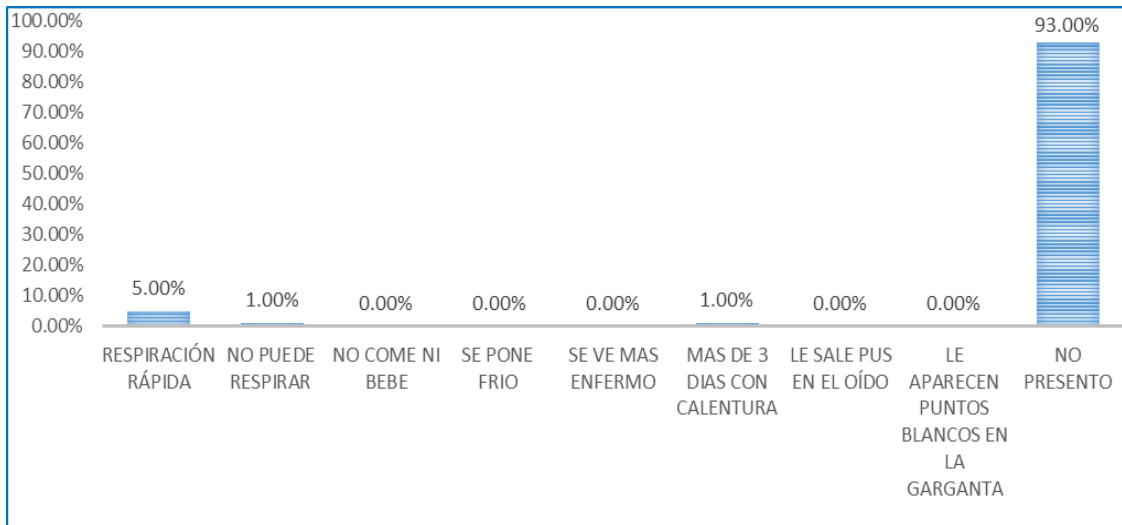 100.00%
90.00%
80.00%
70.00%
60.00%
50.00%
40.00%
30.00%
20.00%
10.00%
0.00%
5.00%
1.00%
0.00%
0.00%
0.00%
1.00%
0.00%
0.00%
93.00%
RESPIRACIÓN
RÁPIDA
NO PUEDE
RESPIRAR
NO COME NI
BEBE
SE PONE
FRIO
SE VE MAS
ENFERMO
MAS DE 3
DIAS CON
CALENTURA
LE SALE PUS
EN EL OÍDO
LE
APARECEN
PUNTOS
BLANCOS EN
LA
GARGANTA
NO
PRESENTO